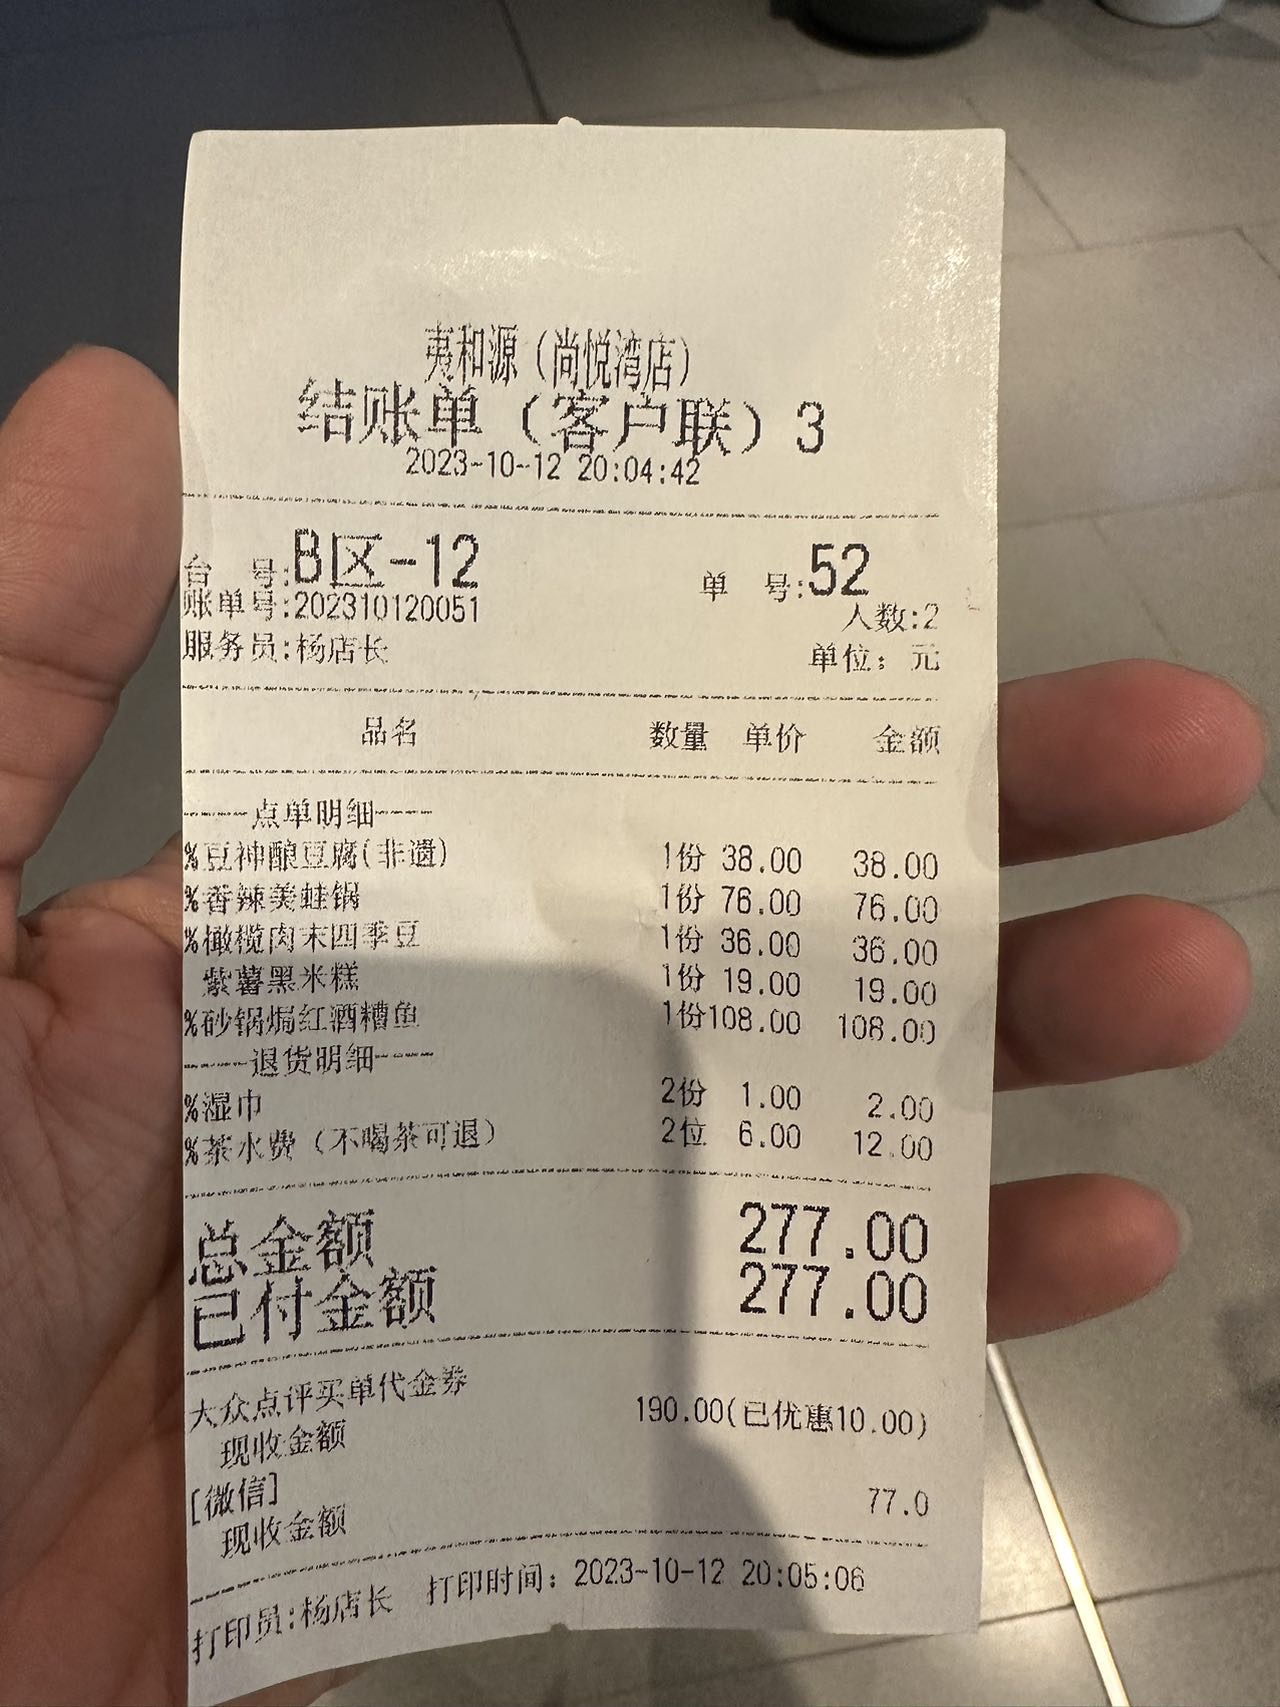 夷和源（尚悦湾店）
结账单（客户联）3
2023-10-12 20:04:42
台 号:B区-12 单 号:52
账单号:202310120051 人数:2
服务员:杨店长 单位：元
品名 数量 单价 金额
----点单明细----
%豆神酿豆腐(非遗) 1份 38.00 38.00
%香辣美蛙锅 1份 76.00 76.00
%橄榄肉末四季豆 1份 36.00 36.00
紫薯黑米糕 1份 19.00 19.00
%砂锅焗红酒糟鱼 1份 108.00 108.00
----退货明细----
%湿巾 2份 1.00 2.00
%茶水费（不喝茶可退） 2位 6.00 12.00
总金额 277.00
已付金额 277.00
大众点评买单代金券
现收金额 190.00(已优惠10.00)
[微信]
现收金额 77.0
打印员:杨店长 打印时间：2023-10-12 20:05:06